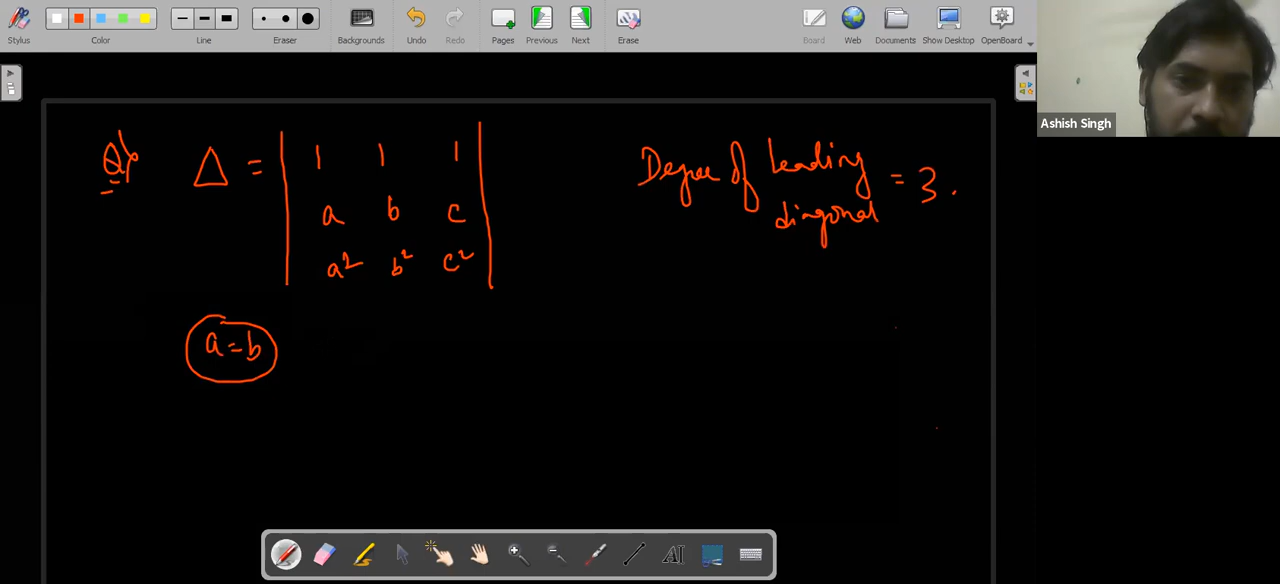 Stylus Color Line Eraser Backgrounds Undo Redo Pages Previous Next Erase Board Web Documents Show Desktop OpenBoard
Ashish Singh
Q) Δ = | 1 1 1 |
| a b c |
| a² b² c² |
Degree of leading diagonal = 3.
a = b
AI